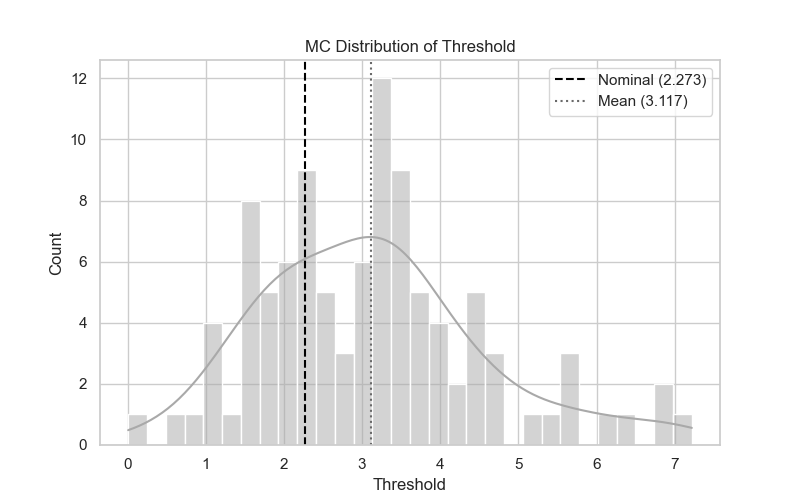 MC Distribution of Threshold
Nominal (2.273)
Mean (3.117)
Count
12
10
8
6
4
2
0
0 1 2 3 4 5 6 7
Threshold